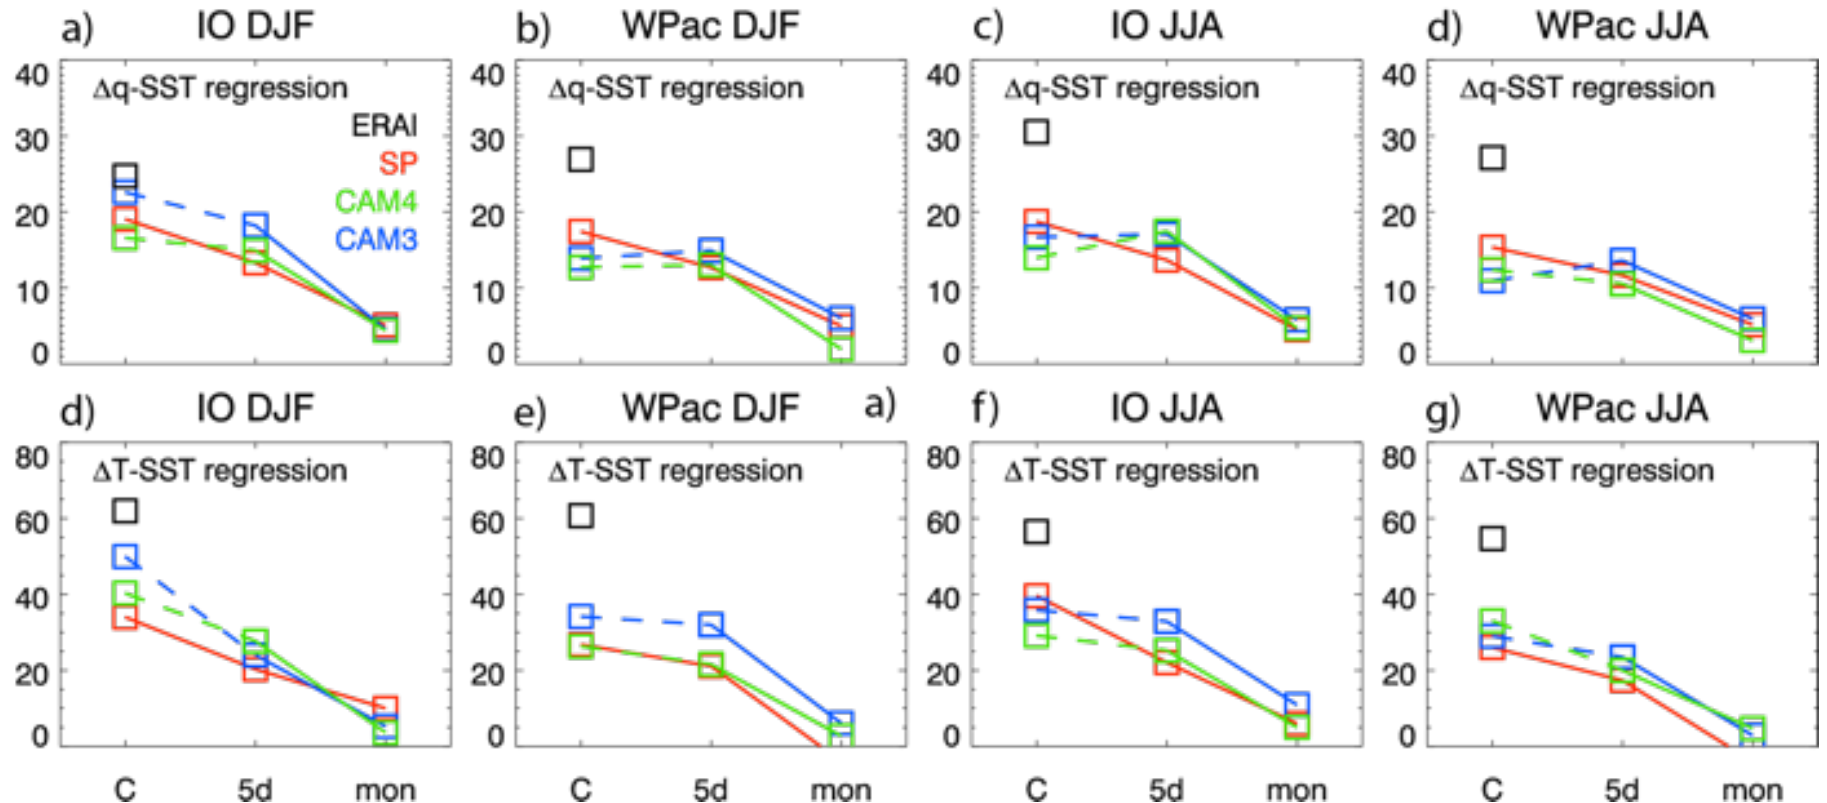 a) IO DJF
b) WPac DJF
c) IO JJA
d) WPac JJA
40 Δq-SST regression
30 ERAI
SP
20 CAM4
CAM3
10
0
40 Δq-SST regression
30
20
10
0
40 Δq-SST regression
30
20
10
0
40 Δq-SST regression
30
20
10
0
d) IO DJF
e) WPac DJF a)
f) IO JJA
g) WPac JJA
80 ΔT-SST regression
60
40
20
0
C 5d mon
80 ΔT-SST regression
60
40
20
0
C 5d mon
80 ΔT-SST regression
60
40
20
0
C 5d mon
80 ΔT-SST regression
60
40
20
0
C 5d mon